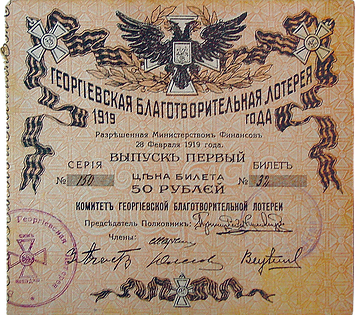 ГЕОРГІЕВСКАЯ БЛАГОТВОРИТЕЛЬНАЯ ЛОТЕРЕЯ
1919 ГОДА
Разрѣшенная Министерствомъ Финансовъ
28 Февраля 1919 года.
ВЫПУСКЪ ПЕРВЫЙ
СЕРІЯ БИЛЕТЪ
№ 150 № 32
ЦѢНА БИЛЕТА
50 РУБЛЕЙ
КОМИТЕТЪ ГЕОРГІЕВСКОЙ БЛАГОТВОРИТЕЛЬНОЙ ЛОТЕРЕИ
Предсѣдатель Полковникъ:
Члены:
Георгіевская